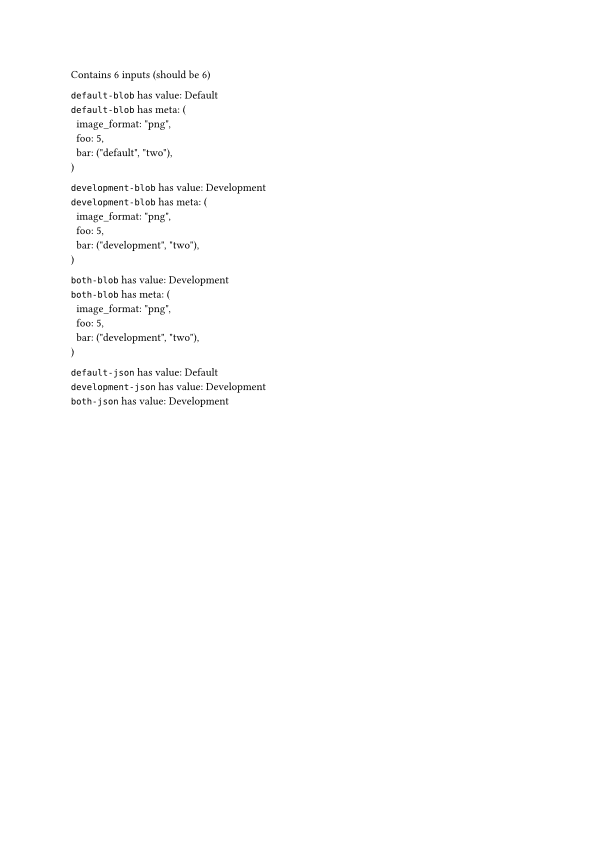 Contains 6 inputs (should be 6)
default-blob has value: Default
default-blob has meta: (
  image_format: "png",
  foo: 5,
  bar: ("default", "two"),
)
development-blob has value: Development
development-blob has meta: (
  image_format: "png",
  foo: 5,
  bar: ("development", "two"),
)
both-blob has value: Development
both-blob has meta: (
  image_format: "png",
  foo: 5,
  bar: ("development", "two"),
)
default-json has value: Default
development-json has value: Development
both-json has value: Development